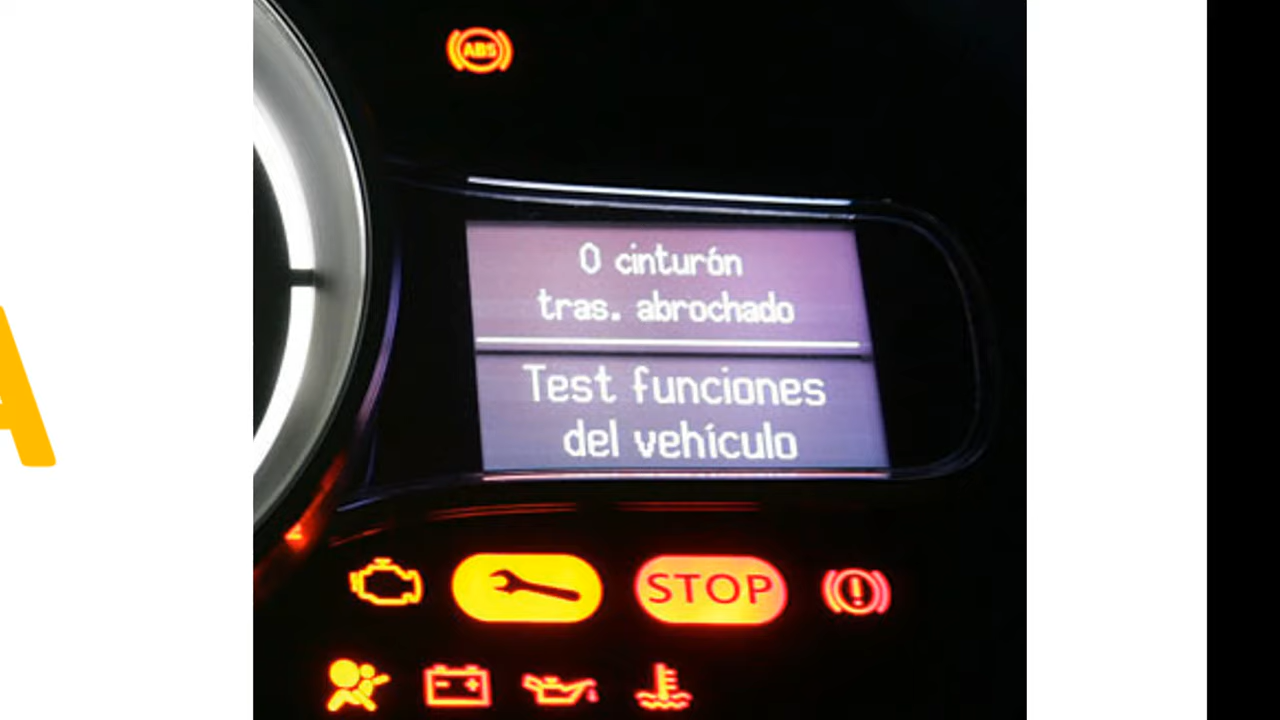 A
ABS
0 cinturón
tras. abrochado
Test funciones
del vehículo
STOP